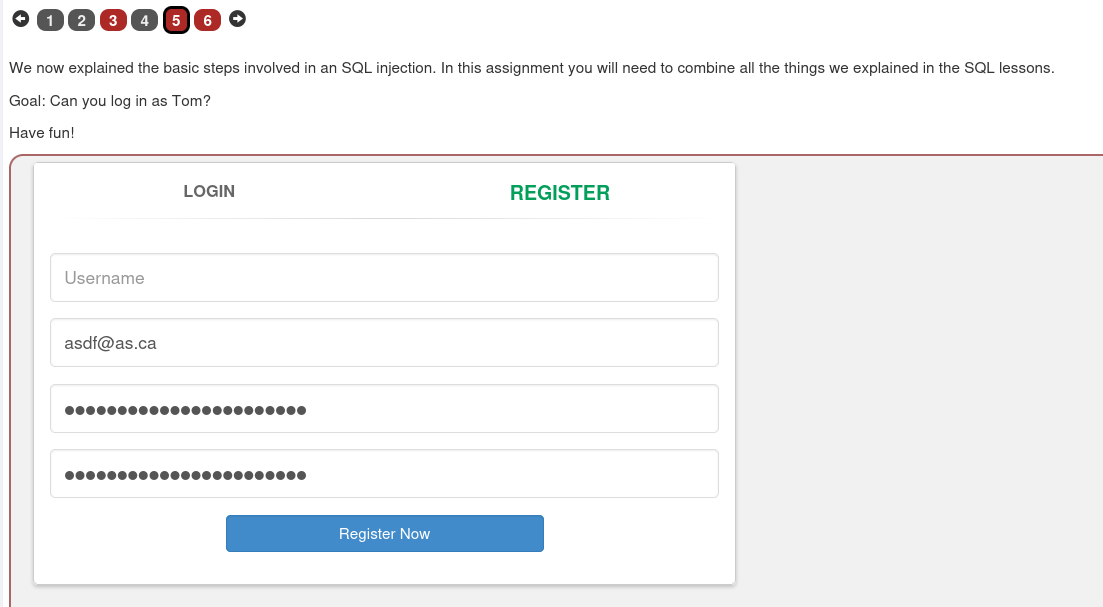 1 2 3 4 5 6
We now explained the basic steps involved in an SQL injection. In this assignment you will need to combine all the things we explained in the SQL lessons.
Goal: Can you log in as Tom?
Have fun!
LOGIN REGISTER
Username
asdf@as.ca
Register Now